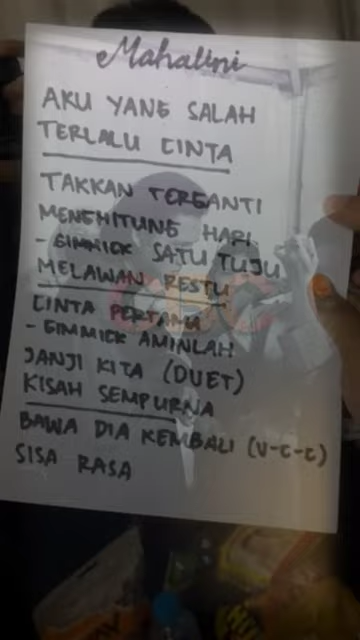 Mahalini
AKU YANG SALAH
TERLALU CINTA
TAKKAN TERGANTI
MENGHITUNG HARI
- GIMMICK SATU TUJU
MELAWAN RESTU
CINTA PERTAMA
- GIMMICK AMINLAH
JANJI KITA (DUET)
KISAH SEMPURNA
BAWA DIA KEMBALI (V-C-C)
SISA RASA